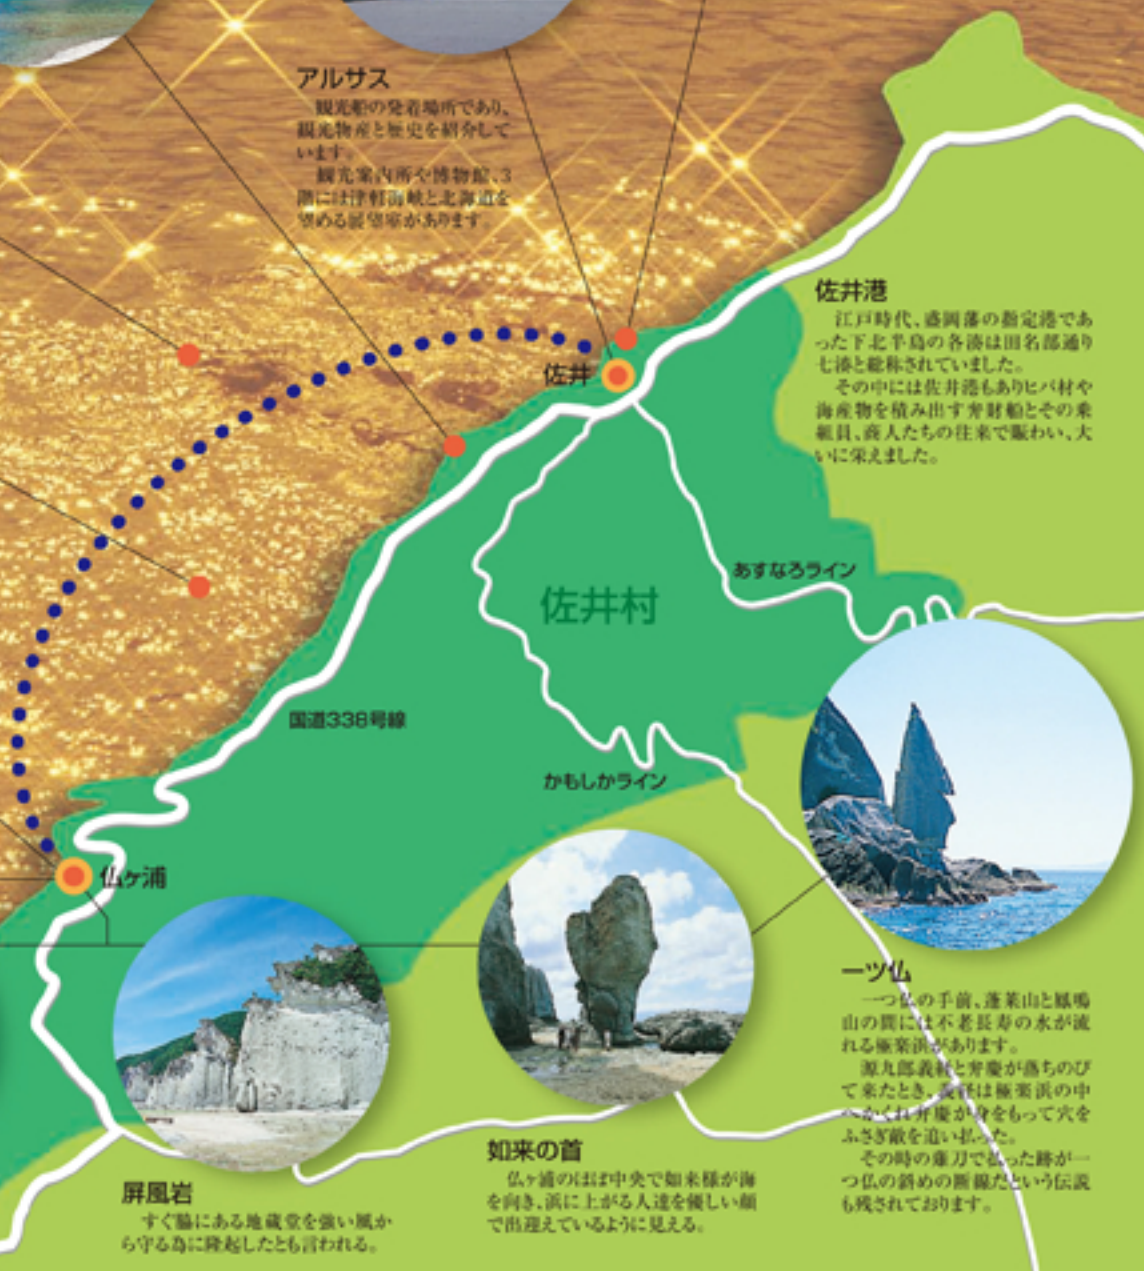 アルサス
観光船の発着場所であり、
観光物産と歴史を紹介して
います。
観光案内所や博物館、3
階には津軽海峡と北海道を
望める展望室があります。
佐井港
江戸時代、盛岡藩の指定港であ
った下北半島の各湊は田名部通り
七湊と総称されていました。
その中には佐井港もありヒバ材や
海産物を積み出す弁財船とその乗
組員、商人たちの往来で賑わい、大
いに栄えました。
佐井
あすなろライン
佐井村
国道338号線
かもしかライン
仏ヶ浦
一ツ仏
一つ仏の手前、蓬莱山と鳳鳴
山の間には不老長寿の水が流
れる極楽浜があります。
源九郎義経と弁慶が落ちのび
て来たとき、義経は極楽浜の中
へかくれ弁慶が身をもって穴を
ふさぎ敵を追い払った。
その時の薙刀で払った跡が一
つ仏の斜めの断線だという伝説
も残されております。
如来の首
仏ヶ浦のほぼ中央で如来様が海
を向き、浜に上がる人達を優しい顔
で出迎えているように見える。
屏風岩
すぐ脇にある地蔵堂を強い風か
ら守る為に隆起したとも言われる。